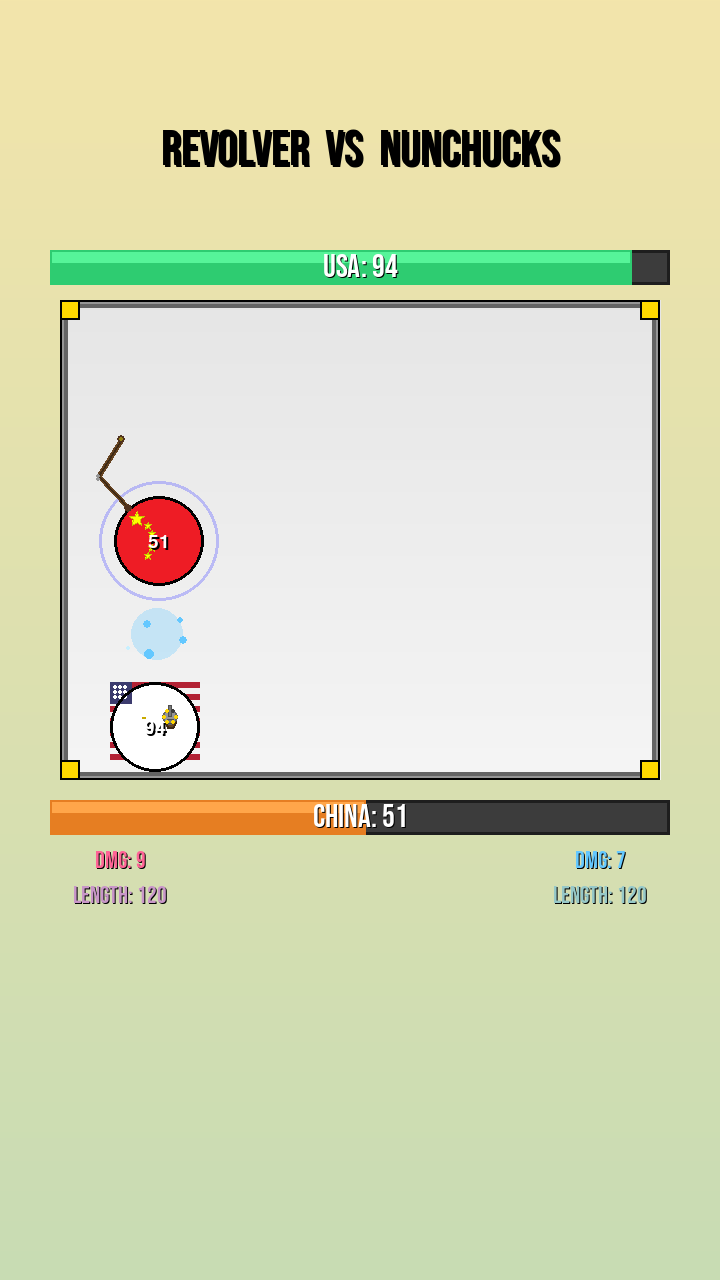 REVOLVER VS NUNCHUCKS
USA: 94
51
94
CHINA: 51
DMG: 9
DMG: 7
LENGTH: 120
LENGTH: 120